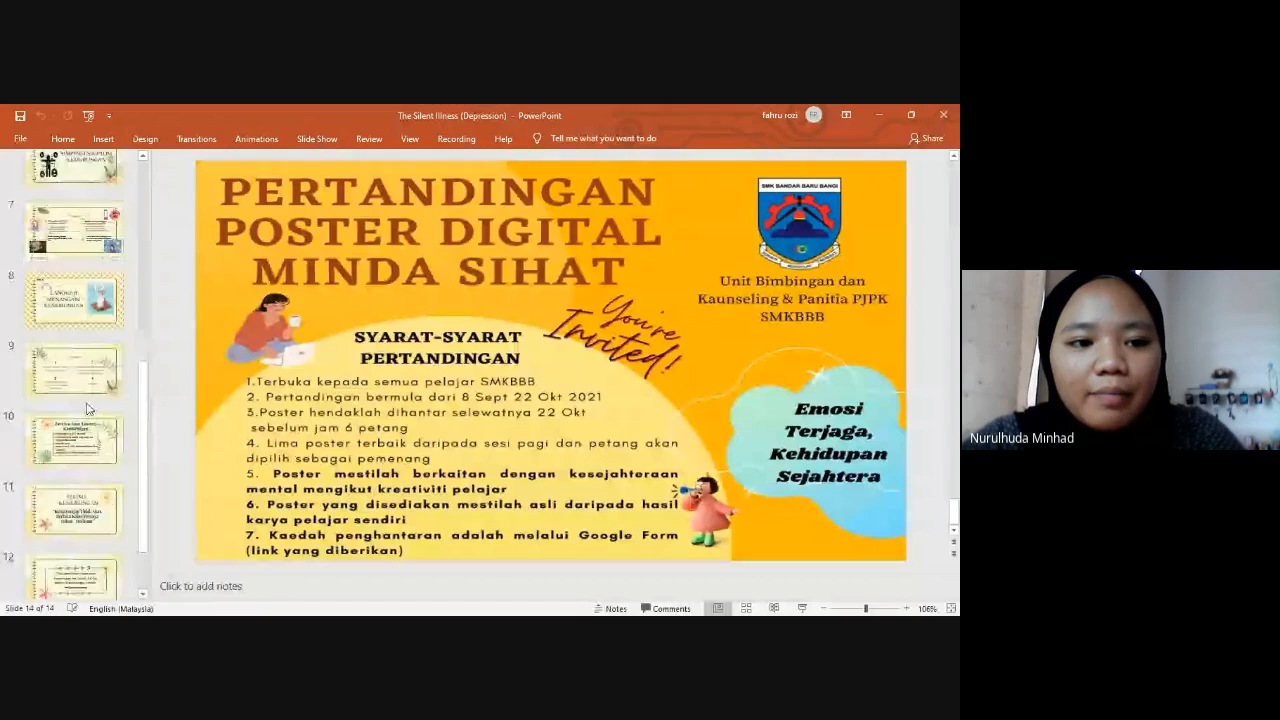 The Silent Illness (Depression) - PowerPoint
fahru rozi
FR
File Home Insert Design Transitions Animations Slide Show Review View Recording Help Tell me what you want to do
Share
7
8
9
10
11
12
PERTANDINGAN
POSTER DIGITAL
MINDA SIHAT
SMK BANDAR BARU BANGI
Unit Bimbingan dan
Kaunseling & Panitia PJPK
SMKBBB
You're
Invited!
SYARAT-SYARAT
PERTANDINGAN
1.Terbuka kepada semua pelajar SMKBBB
2. Pertandingan bermula dari 8 Sept 22 Okt 2021
3.Poster hendaklah dihantar selewatnya 22 Okt
sebelum jam 6 petang
4. Lima poster terbaik daripada sesi pagi dan petang akan
dipilih sebagai pemenang
5. Poster mestilah berkaitan dengan kesejahteraan
mental mengikut kreativiti pelajar
6. Poster yang disediakan mestilah asli daripada hasil
karya pelajar sendiri
7. Kaedah penghantaran adalah melalui Google Form
(link yang diberikan)
Emosi
Terjaga,
Kehidupan
Sejahtera
Click to add notes
Slide 14 of 14 English (Malaysia) Notes Comments 106%
Nurulhuda Minhad